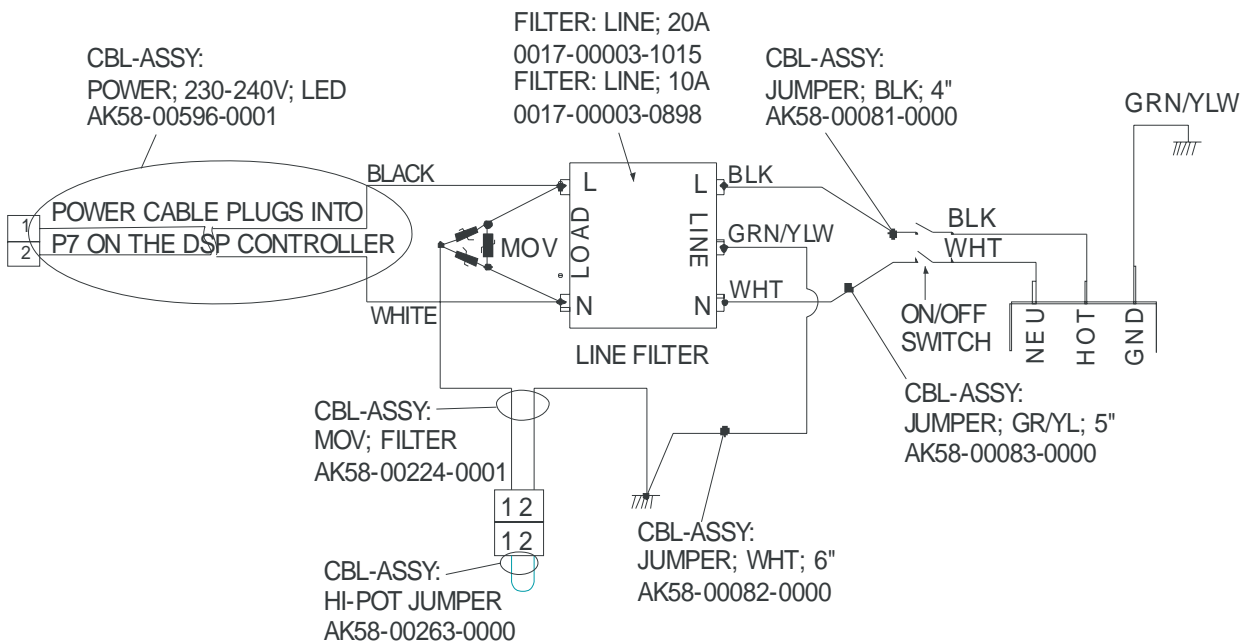 FILTER: LINE; 20A
0017-00003-1015
FILTER: LINE; 10A
0017-00003-0898
CBL-ASSY:
POWER; 230-240V; LED
AK58-00596-0001
CBL-ASSY:
JUMPER; BLK; 4"
AK58-00081-0000
GRN/YLW
BLACK
1
POWER CABLE PLUGS INTO
2
P7 ON THE DSP CONTROLLER
WHITE
MOV
L
LOAD
N
L
LINE
N
LINE FILTER
BLK
GRN/YLW
WHT
BLK
WHT
ON/OFF
SWITCH
NEU
HOT
GND
CBL-ASSY:
MOV; FILTER
AK58-00224-0001
CBL-ASSY:
JUMPER; GR/YL; 5"
AK58-00083-0000
1 2
1 2
CBL-ASSY:
HI-POT JUMPER
AK58-00263-0000
CBL-ASSY:
JUMPER; WHT; 6"
AK58-00082-0000